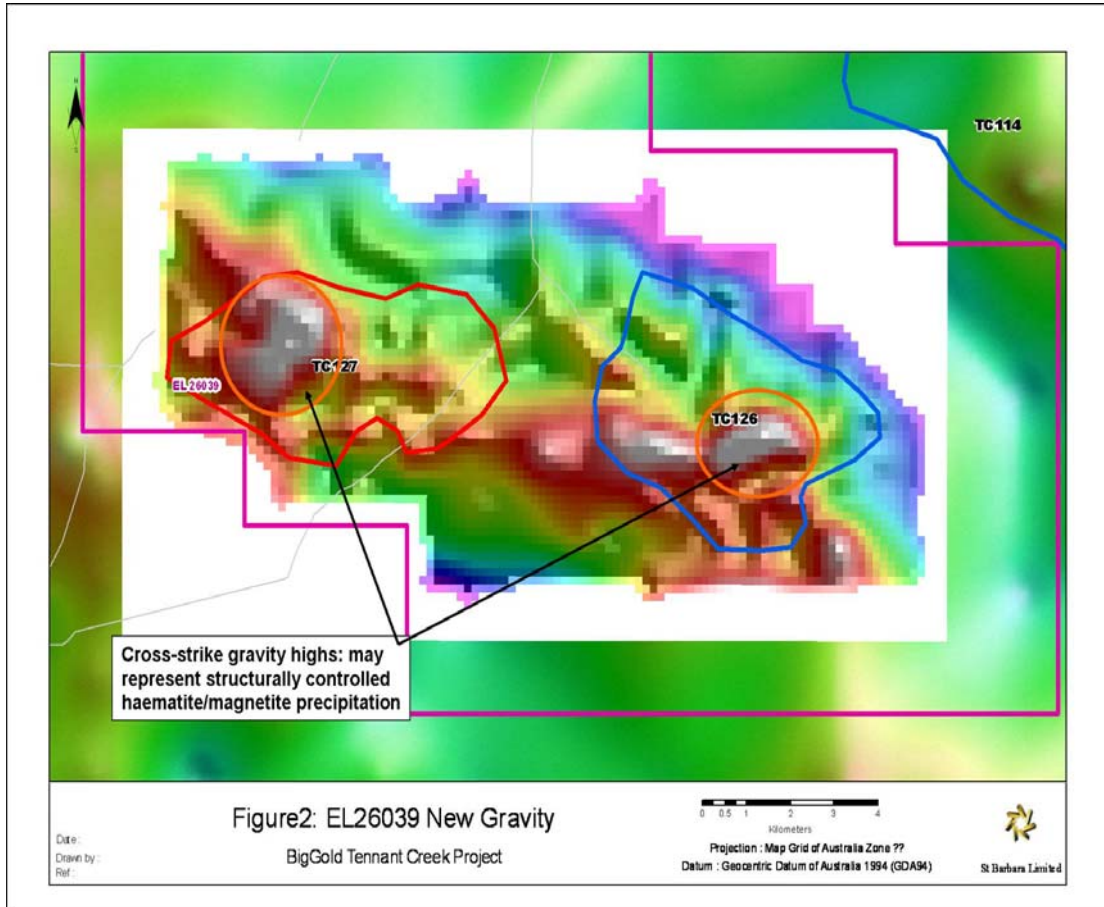 N
S
TC114
TC127
EL26039
TC126
Cross-strike gravity highs: may
represent structurally controlled
haematite/magnetite precipitation
Figure2: EL26039 New Gravity
BigGold Tennant Creek Project
Date :
Drawn by :
Ref :
0 0.5 1 2 3 4
Kilometers
Projection : Map Grid of Australia Zone ??
Datum : Geocentric Datum of Australia 1994 (GDA94)
St Barbara Limited